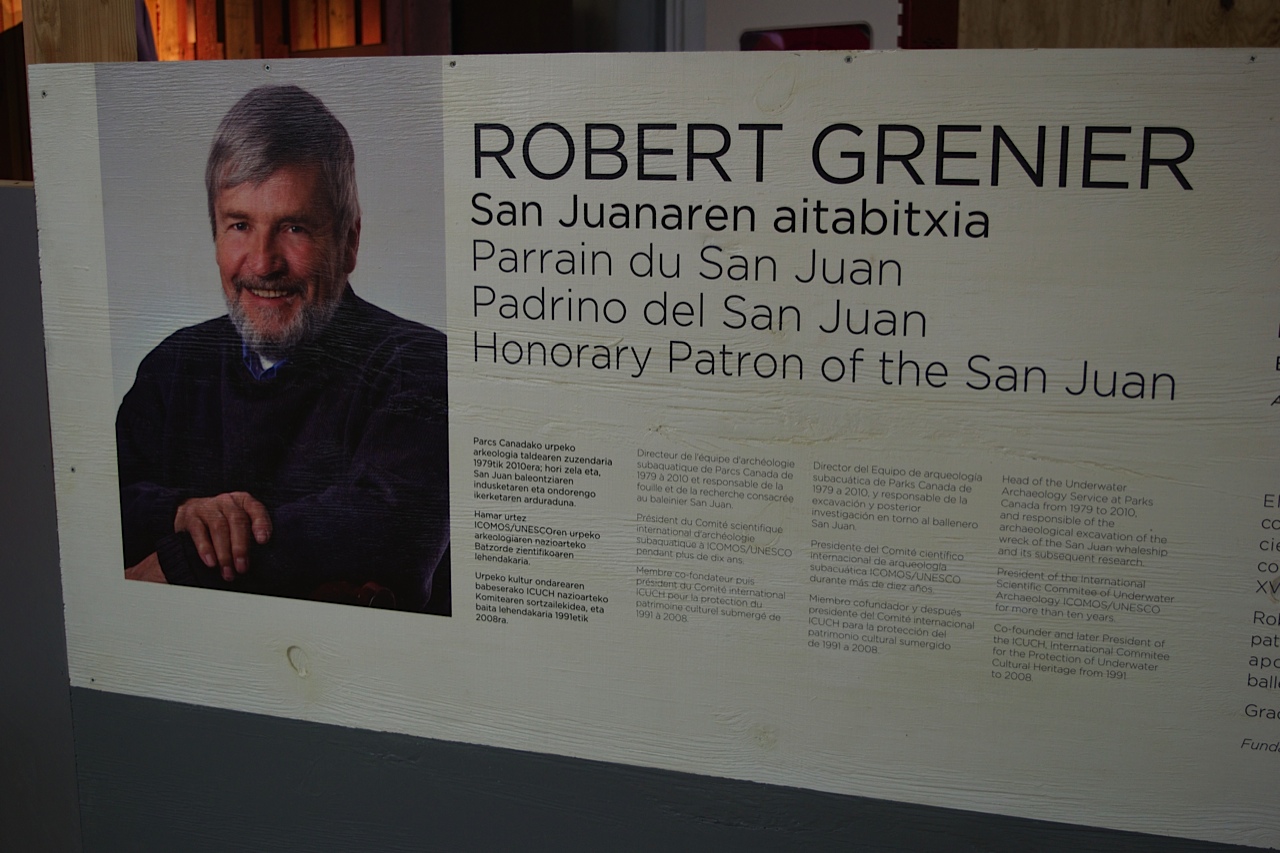 ROBERT GRENIER
San Juanaren aitabitxia
Parrain du San Juan
Padrino del San Juan
Honorary Patron of the San Juan
Parcs Canadako urpeko
arkeologia taldearen zuzendaria
1979tik 2010era; hori zela eta,
San Juan baleontziaren
indusketaren eta ondorengo
ikerketaren arduraduna.
Hamar urtez
ICOMOS/UNESCOren urpeko
arkeologiaren nazioarteko
Batzorde zientifikoaren
lehendakaria.
Urpeko kultur ondarearen
babeserako ICUCH nazioarteko
Komitearen sortzailekidea, eta
baita lehendakaria 1991etik
2008ra.
Directeur de l'équipe d'archéologie
subaquatique de Parcs Canada de
1979 à 2010 et responsable de la
fouille et de la recherche consacrée
au baleinier San Juan.
Président du Comité scientifique
international d'archéologie
subaquatique à ICOMOS/UNESCO
pendant plus de dix ans.
Membre co-fondateur puis
président du Comité international
ICUCH pour la protection du
patrimoine culturel submergé de
1991 à 2008.
Director del Equipo de arqueología
subacuática de Parks Canada de
1979 a 2010, y responsable de la
excavación y posterior
investigación en torno al ballenero
San Juan.
Presidente del Comité científico
internacional de arqueología
subacuática ICOMOS/UNESCO
durante más de diez años.
Miembro cofundador y después
presidente del Comité internacional
ICUCH para la protección del
patrimonio cultural sumergido
de 1991 a 2008.
Head of the Underwater
Archaeology Service at Parks
Canada from 1979 to 2010,
and responsible of the
archaeological excavation of the
wreck of the San Juan whaleship
and its subsequent research.
President of the International
Scientific Commitee of Underwater
Archaeology ICOMOS/UNESCO
for more than ten years.
Co-founder and later President of
the ICUCH, International Commitee
for the Protection of Underwater
Cultural Heritage from 1991
to 2008.